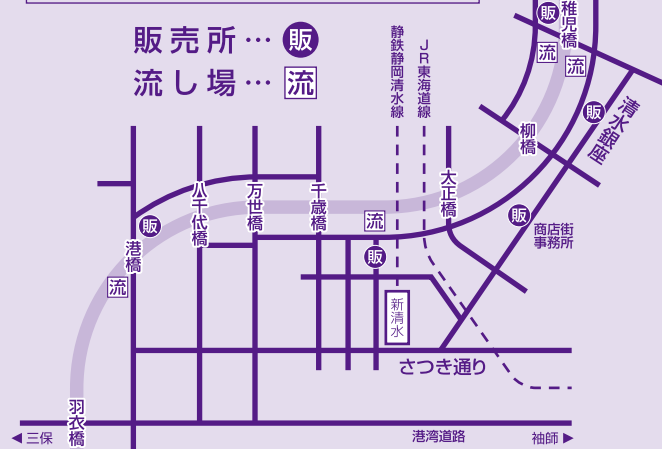 販売所…販
流し場…流
静鉄静岡清水線
JR東海道線
販
稚児橋
流
流
販
清水銀座
柳橋
大正橋
千歳橋
万世橋
八千代橋
港橋
販
流
流
販
販
商店街
事務所
新清水
さつき通り
羽衣橋
三保
港湾道路
袖師